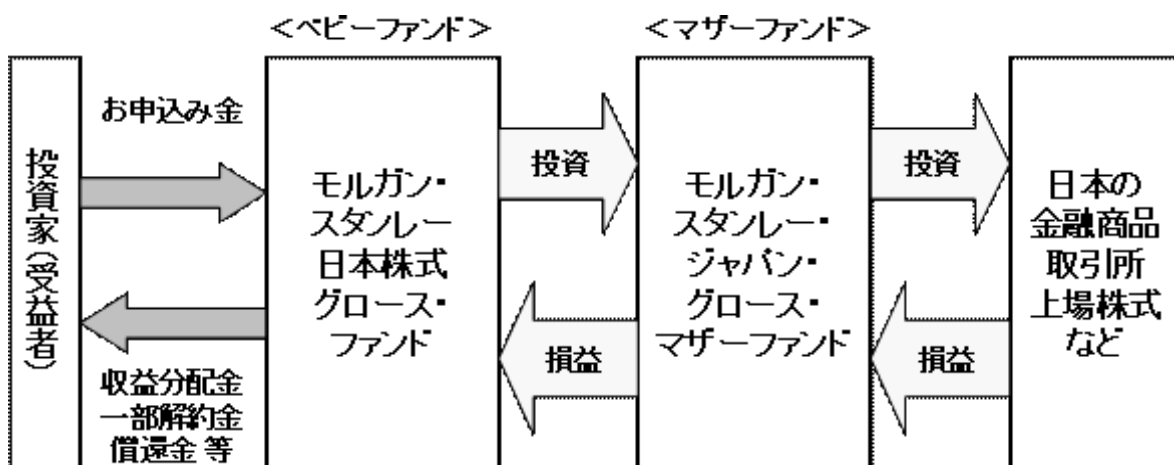 <ベビーファンド>
<マザーファンド>
投資家(受益者)
お申込み金
収益分配金
一部解約金
償還金 等
モルガン・
スタンレー
日本株式
グロース・
ファンド
投資
損益
モルガン・
スタンレー・
ジャパン・
グロース・
マザーファンド
投資
損益
日本の
金融商品
取引所
上場株式
など